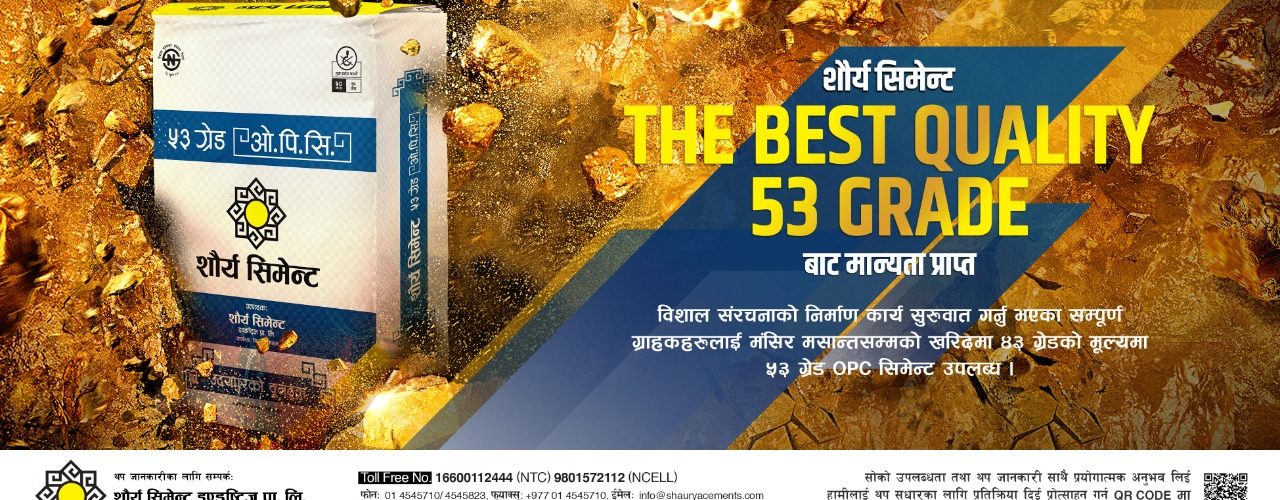 शौर्य सिमेन्ट
५३ ग्रेड ओ.पि.सि.
शौर्य सिमेन्ट
उत्पादकः
शौर्य सिमेन्ट
५३ ग्रेड ओ.पि.सि.
शौर्य सिमेन्ट
शौर्य सिमेन्ट
THE BEST QUALITY
53 GRADE
बाट मान्यता प्राप्त
विशाल संरचनाको निर्माण कार्य सुरुवात गर्नु भएका सम्पूर्ण
ग्राहकहरुलाई मंसिर मसान्तसम्मको खरिदमा ४३ ग्रेडको मूल्यमा
५३ ग्रेड OPC सिमेन्ट उपलब्ध ।
थप जानकारीका लागि सम्पर्क:
शौर्य सिमेन्ट इण्डष्ट्रिज प्रा. लि.
Toll Free No. 16600112444 (NTC) 9801572112 (NCELL)
फोन: 01 4545710/ 4545823, फ्याक्स: +977 01 4545710, ईमेल: info@shauryacements.com
सोको उपलब्धता तथा थप जानकारी साथै प्रयोगात्मक अनुभव लिई
हामीलाई थप सुधारका लागि प्रतिक्रिया दिई प्रोत्साहन गर्न QR CODE मा